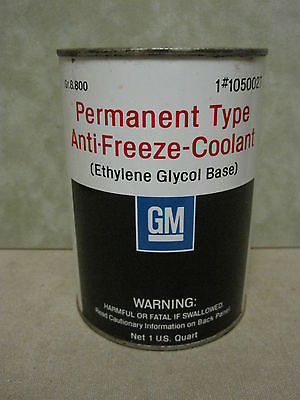 Gr.8.800 1#1050027
Permanent Type
Anti-Freeze-Coolant
(Ethylene Glycol Base)
GM
WARNING:
HARMFUL OR FATAL IF SWALLOWED.
Read Cautionary Information on Back Panel
Net 1 U.S. Quart